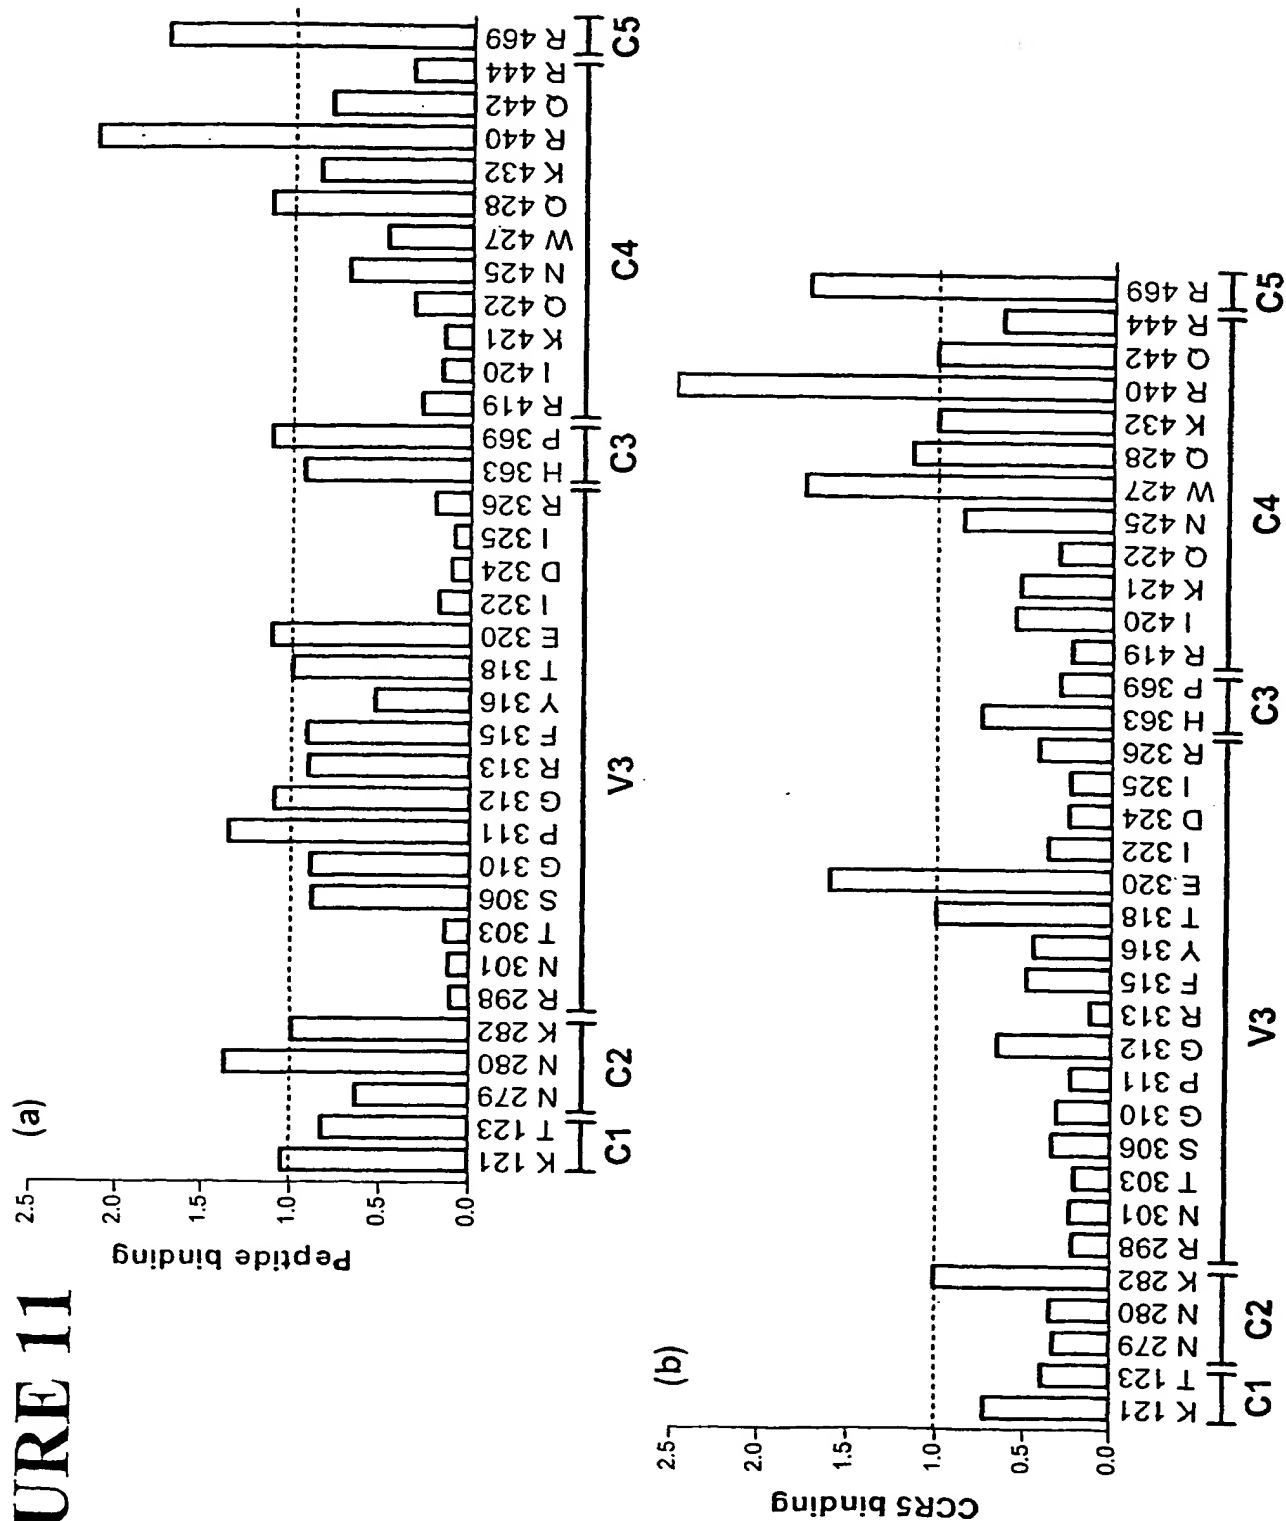 URE 11
(a)
Peptide binding
2.5
2.0
1.5
1.0
0.5
0.0
K 121
T 123
N 279
N 280
K 282
R 298
N 301
T 303
S 306
G 310
P 311
G 312
R 313
F 315
Y 316
T 318
E 320
I 322
D 324
I 325
R 326
H 363
P 369
R 419
I 420
K 421
Q 422
N 425
W 427
Q 428
K 432
R 440
Q 442
R 444
R 469
C1 C2 V3 C3 C4 C5
(b)
CCR5 binding
2.5
2.0
1.5
1.0
0.5
0.0
K 121
T 123
N 279
N 280
K 282
R 298
N 301
T 303
S 306
G 310
P 311
G 312
R 313
F 315
Y 316
T 318
E 320
I 322
D 324
I 325
R 326
H 363
P 369
R 419
I 420
K 421
Q 422
N 425
W 427
Q 428
K 432
R 440
Q 442
R 444
R 469
C1 C2 V3 C3 C4 C5